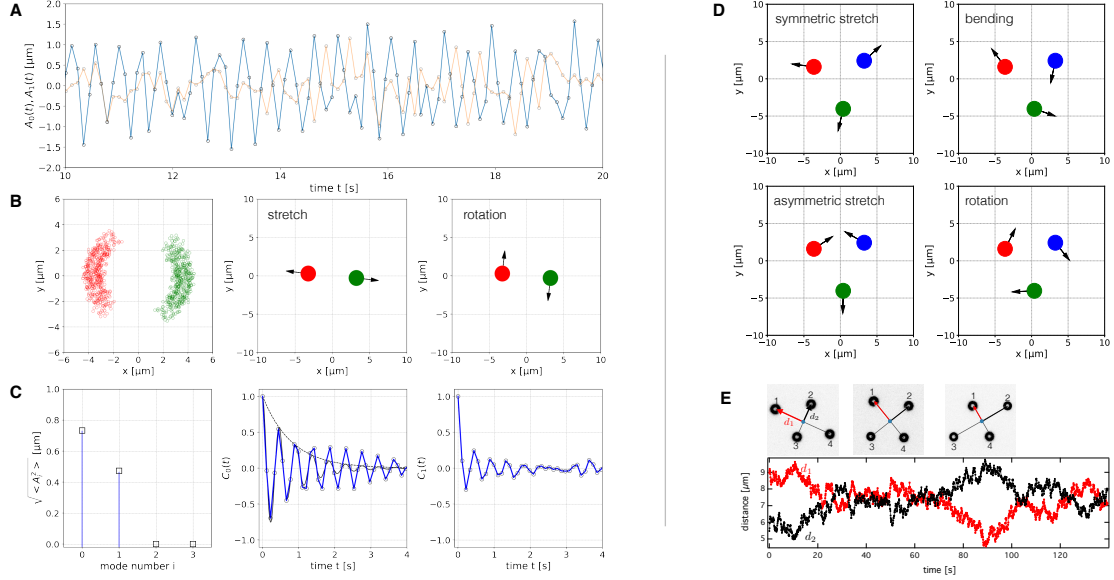 A
A₀(t), A₁(t) [μm]
2.0
1.5
1.0
0.5
0.0
−0.5
−1.0
−1.5
−2.0
10 12 14 16 18 20
time t [s]
B
y [μm]
6
4
2
0
−2
−4
−6
−6 −4 −2 0 2 4 6
x [μm]
stretch
y [μm]
10
5
0
−5
−10
−10 −5 0 5 10
x [μm]
rotation
y [μm]
10
5
0
−5
−10
−10 −5 0 5 10
x [μm]
C
√< Aᵢ² > [μm]
1.0
0.8
0.6
0.4
0.2
0.0
0 1 2 3
mode number i
C₀(t)
1.0
0.5
0.0
−0.5
−1.0
0 1 2 3 4
time t [s]
C₁(t)
1.0
0.5
0.0
−0.5
−1.0
0 1 2 3 4
time t [s]
D
symmetric stretch
y [μm]
10
5
0
−5
−10
−10 −5 0 5 10
x [μm]
bending
y [μm]
10
5
0
−5
−10
−10 −5 0 5 10
x [μm]
asymmetric stretch
y [μm]
10
5
0
−5
−10
−10 −5 0 5 10
x [μm]
rotation
y [μm]
10
5
0
−5
−10
−10 −5 0 5 10
x [μm]
E
1 2 d₁ d₂ 3 4
1 2 3 4
1 2 3 4
distance [μm]
9
8
7
6
5
d₁
d₂
0 20 40 60 80 100 120
time [s]